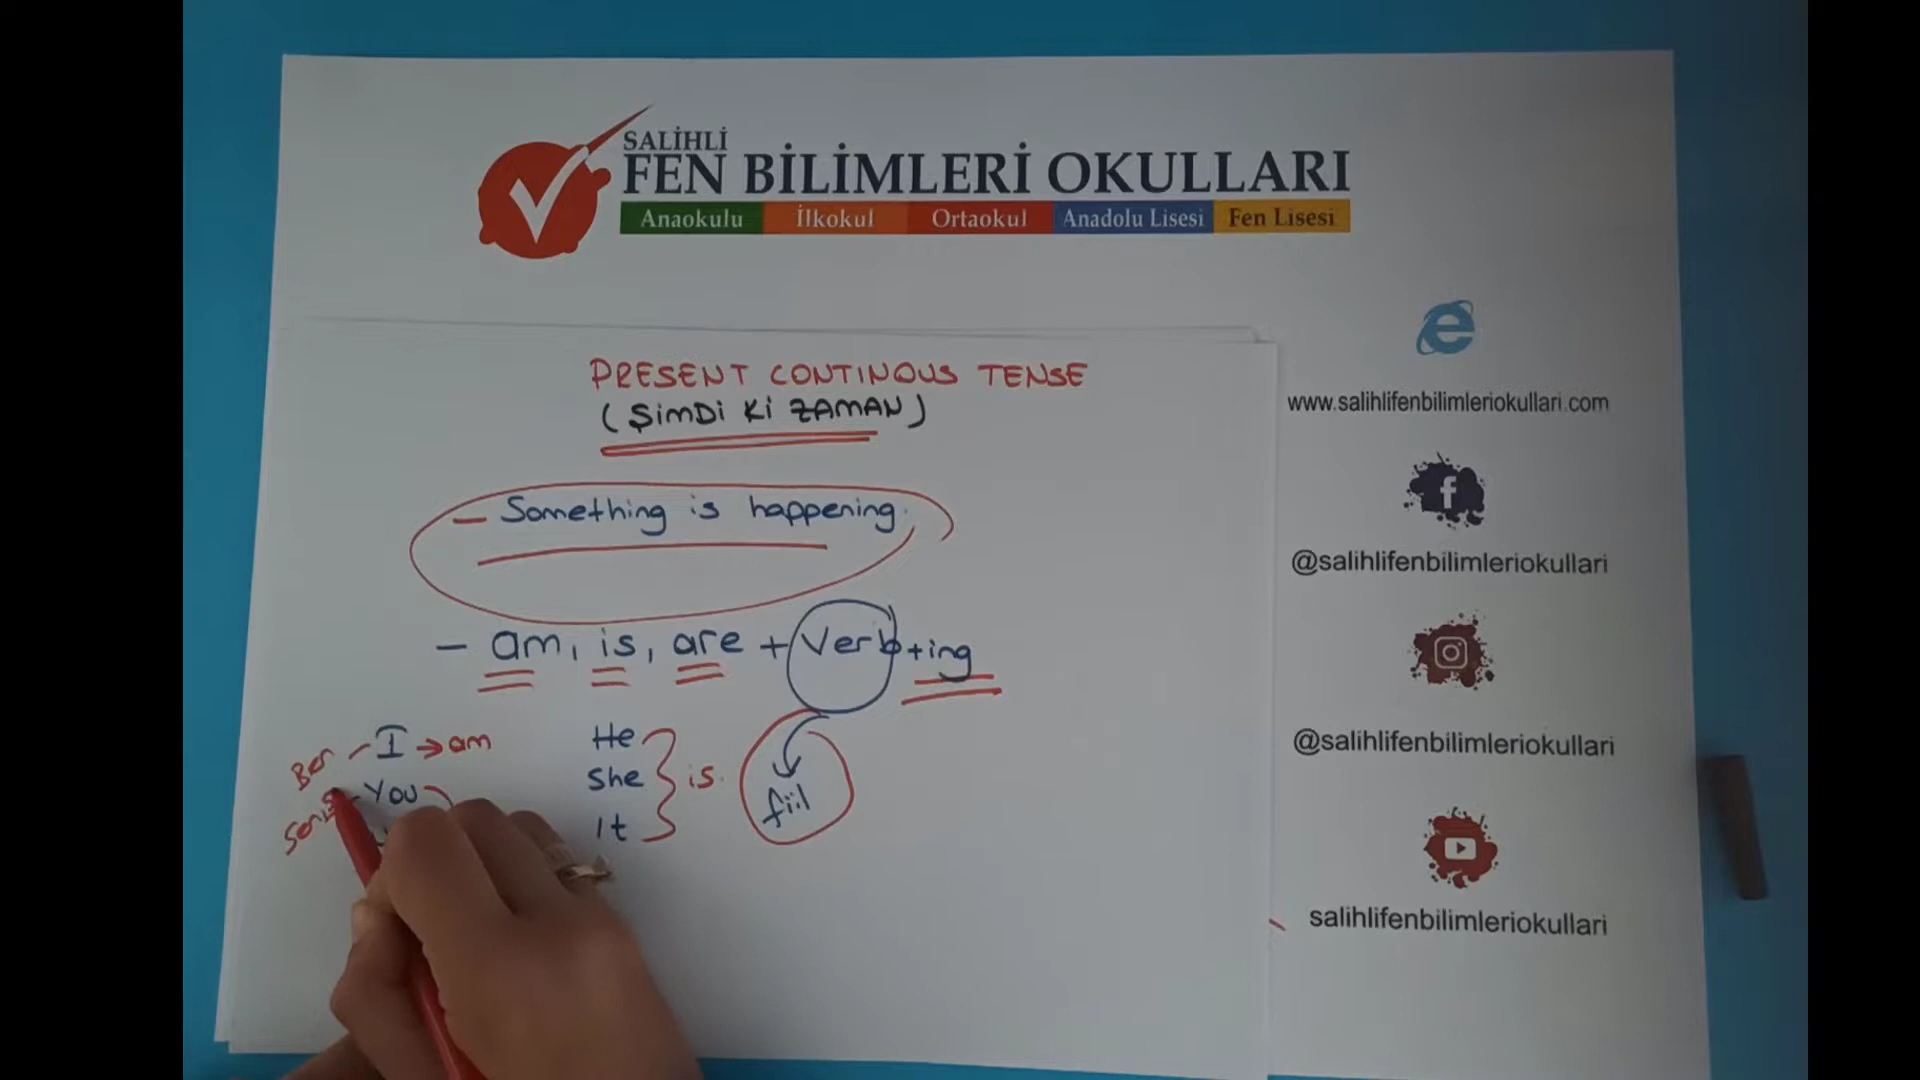 SALİHLİ
FEN BİLİMLERİ OKULLARI
Anaokulu İlkokul Ortaokul Anadolu Lisesi Fen Lisesi
www.salihlifenbilimleriokullari.com
@salihlifenbilimleriokullari
@salihlifenbilimleriokullari
salihlifenbilimleriokullari
PRESENT CONTINOUS TENSE
(ŞİMDİ Kİ ZAMAN)
- Something is happening.
- am, is, are + Verb +ing
Ben - I → am
You
He
She
It
is
fiil